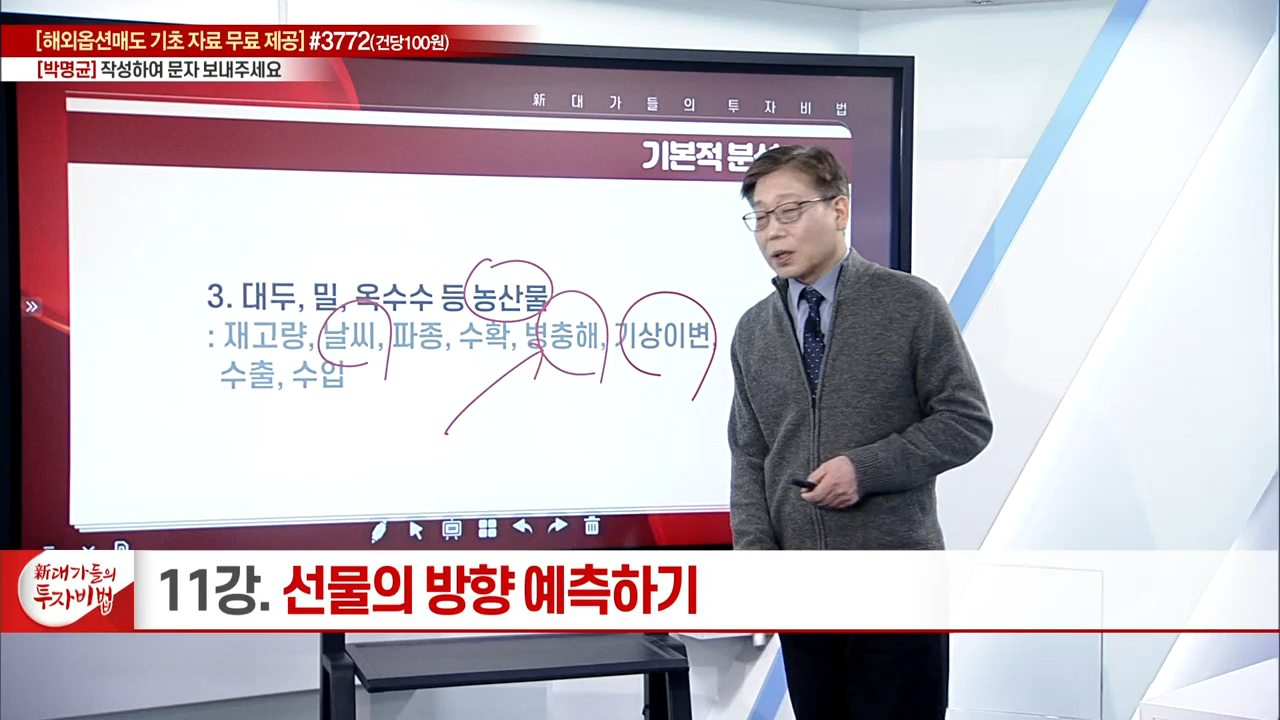 [해외옵션매도 기초 자료 무료 제공] #3772(건당100원)
[박명균] 작성하여 문자 보내주세요
新 대 가 들 의 투 자 비 법
기본적 분석
3. 대두, 밀, 옥수수 등 농산물
: 재고량, 날씨, 파종, 수확, 병충해, 기상이변,
수출, 수입
新대가들의
투자비법
11강. 선물의 방향 예측하기